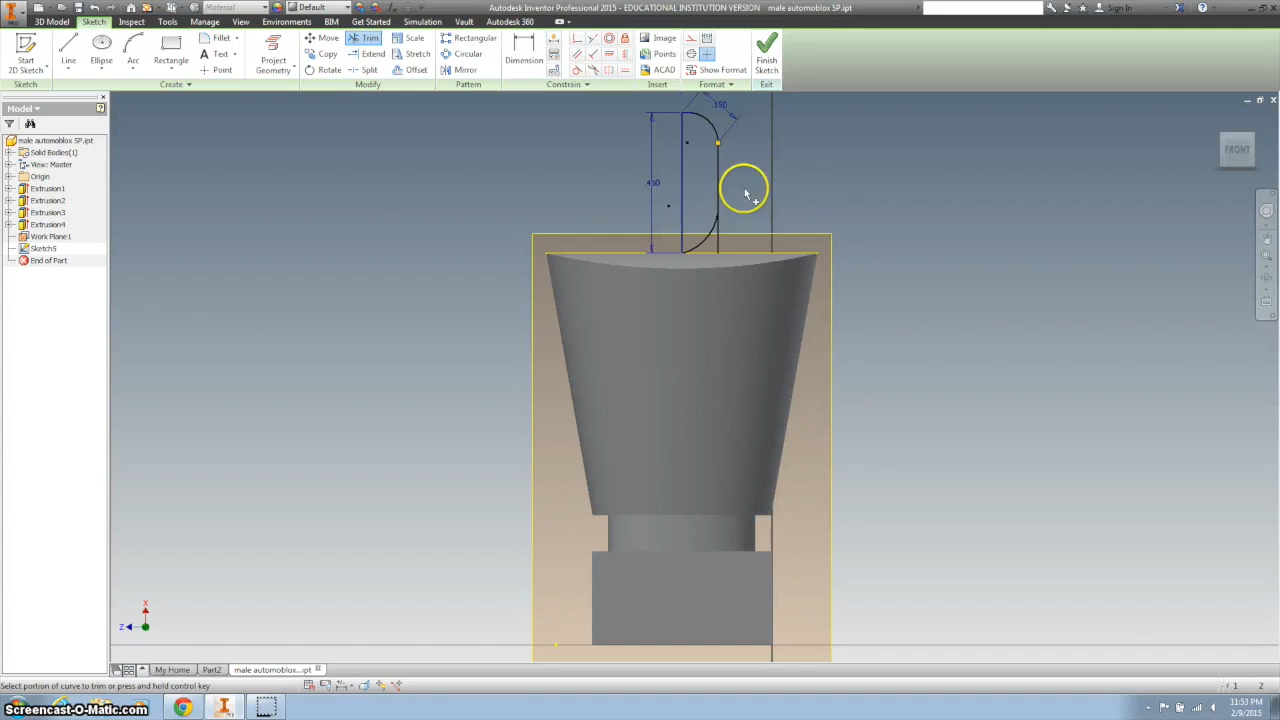 Material
Default
Autodesk Inventor Professional 2015 - EDUCATIONAL INSTITUTION VERSION male automoblox SP.ipt
Sign In
PRO
3D Model
Sketch
Inspect
Tools
Manage
View
Environments
BIM
Get Started
Simulation
Vault
Autodesk 360
Start
2D Sketch
Line
Ellipse
Arc
Rectangle
Fillet
Text
Point
Project
Geometry
Move
Trim
Scale
Copy
Extend
Stretch
Rotate
Split
Offset
Rectangular
Circular
Mirror
Dimension
Image
Points
ACAD
Show Format
Finish
Sketch
Sketch
Create
Modify
Pattern
Constrain
Insert
Format
Exit
Model
male automoblox SP.ipt
Solid Bodies(1)
View: Master
Origin
Extrusion1
Extrusion2
Extrusion3
Extrusion4
Work Plane1
Sketch5
End of Part
.150
.450
FRONT
X
Z
My Home
Part2
male automoblox...ipt
Select portion of curve to trim or press and hold control key
1
2
Screencast-O-Matic.com
11:53 PM
2/9/2015